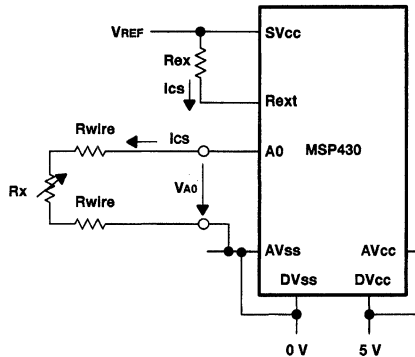 VREF
SVcc
Rex
Ics
Rext
Rwire
Ics
A0
MSP430
Rx
VA0
Rwire
AVss
AVcc
DVss
DVcc
0 V
5 V